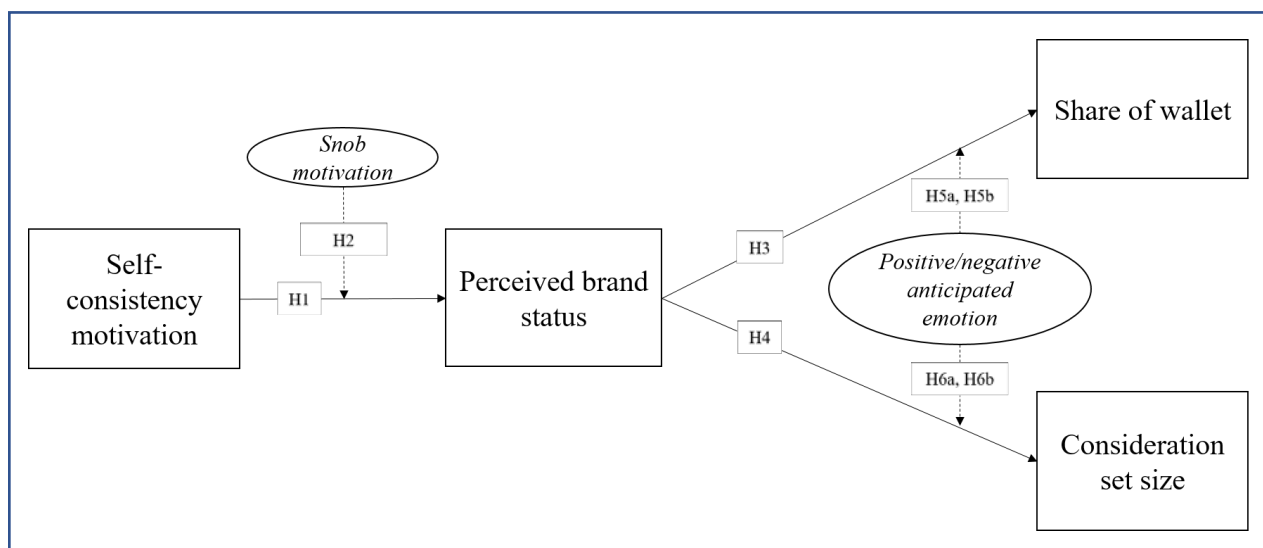 Share of wallet
Snob
motivation
H5a, H5b
H2
Self-
consistency
motivation
H1
Perceived brand
status
H3
Positive/negative
anticipated
emotion
H4
H6a, H6b
Consideration
set size